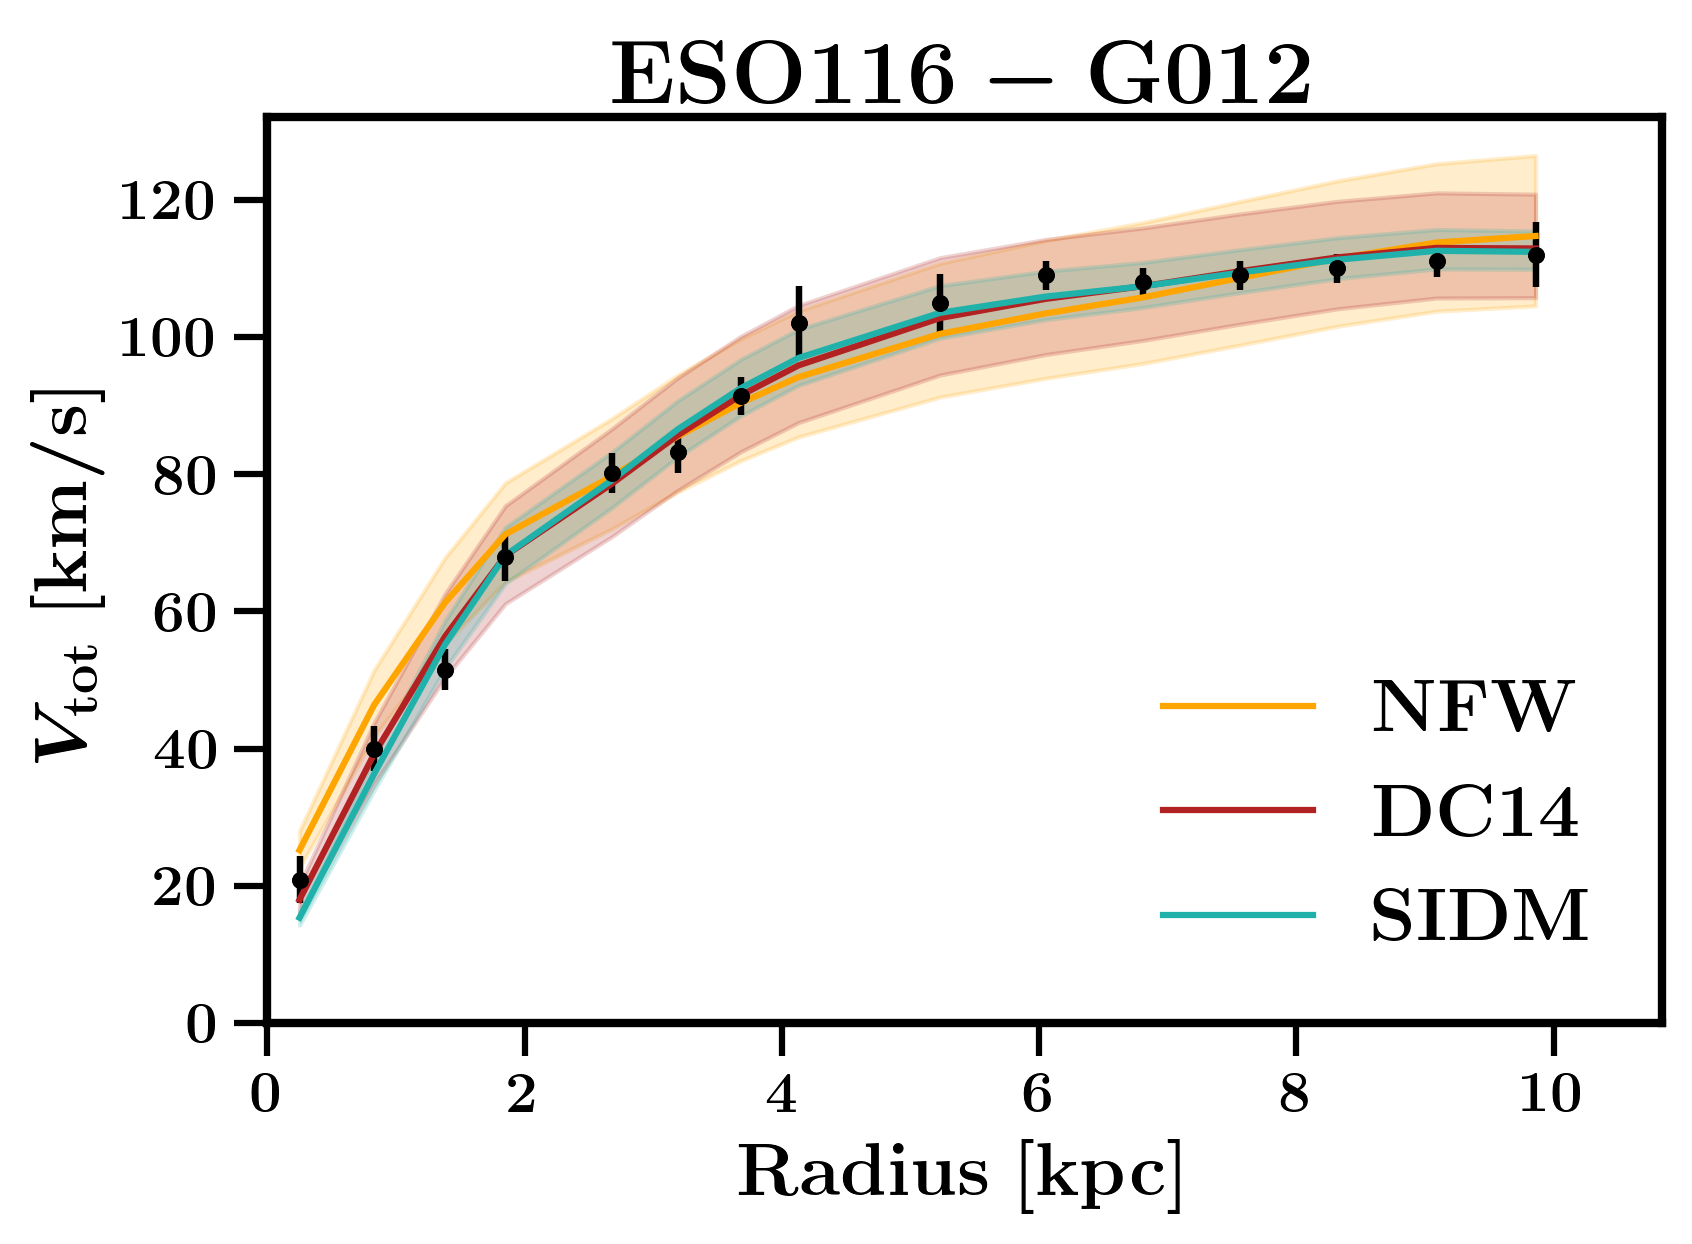 ESO116 − G012
120
100
80
60
40
20
0
V_tot [km/s]
NFW
DC14
SIDM
0 2 4 6 8 10
Radius [kpc]